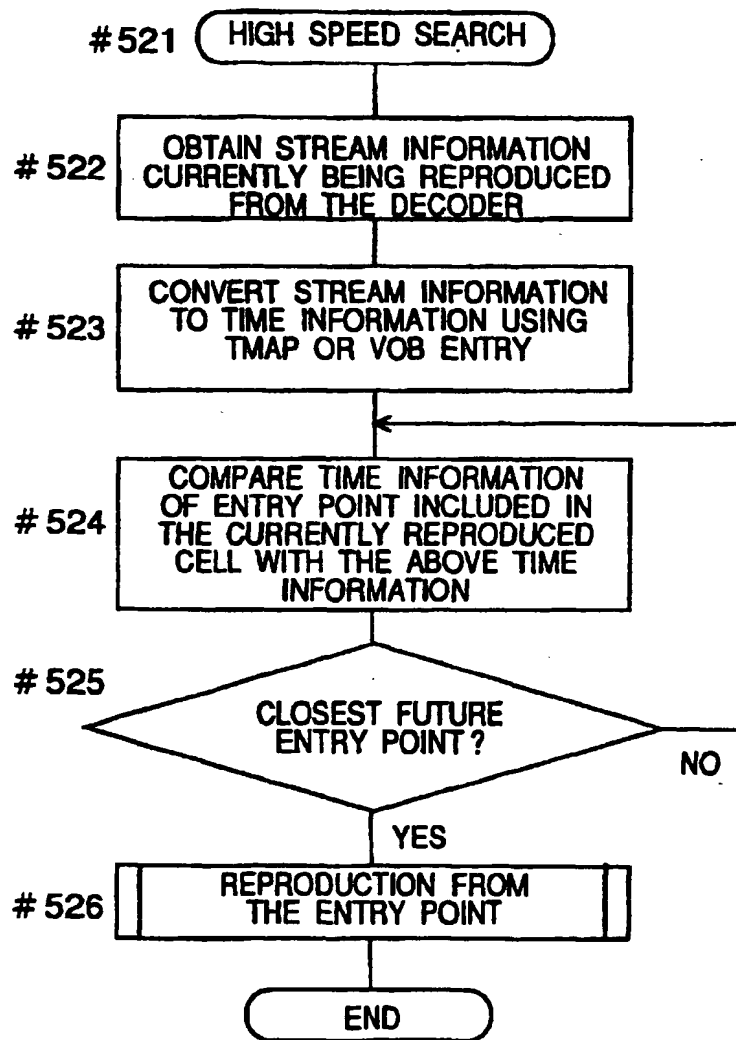 #521
HIGH SPEED SEARCH
#522
OBTAIN STREAM INFORMATION
CURRENTLY BEING REPRODUCED
FROM THE DECODER
#523
CONVERT STREAM INFORMATION
TO TIME INFORMATION USING
TMAP OR VOB ENTRY
#524
COMPARE TIME INFORMATION
OF ENTRY POINT INCLUDED IN
THE CURRENTLY REPRODUCED
CELL WITH THE ABOVE TIME
INFORMATION
#525
CLOSEST FUTURE
ENTRY POINT?
NO
YES
#526
REPRODUCTION FROM
THE ENTRY POINT
END